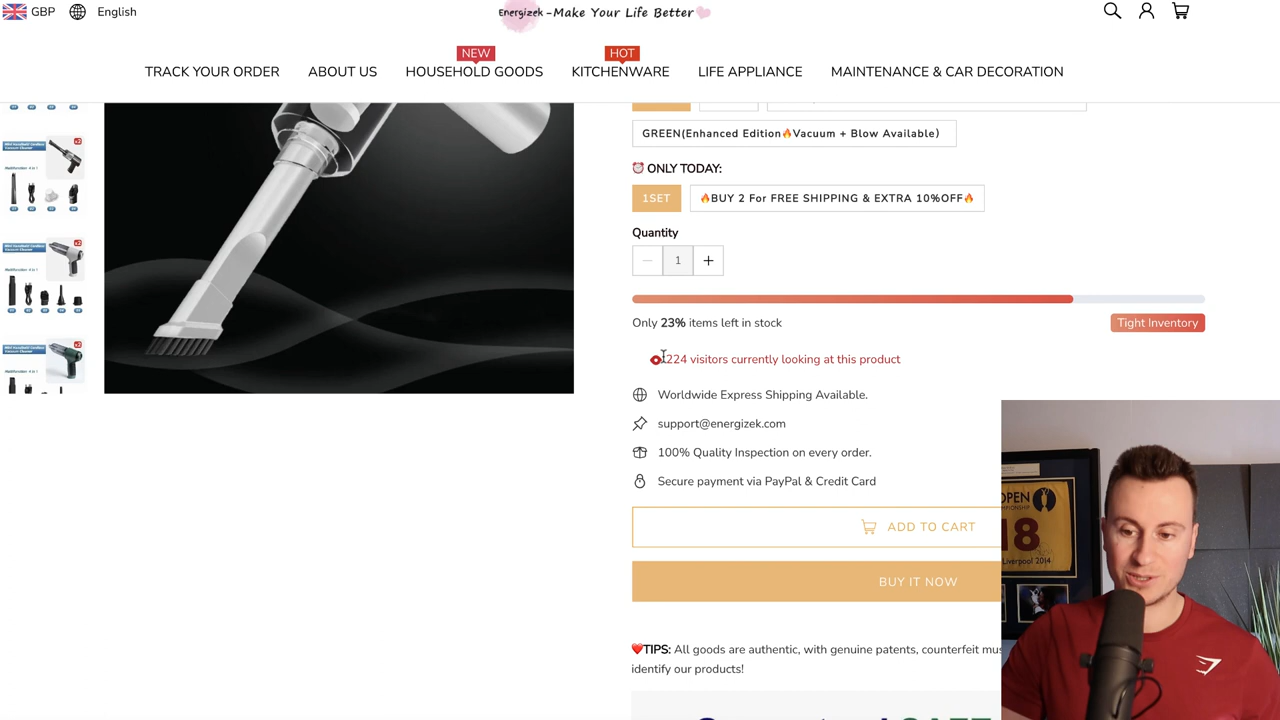 GBP
English
Energizek -Make Your Life Better
NEW
HOT
TRACK YOUR ORDER
ABOUT US
HOUSEHOLD GOODS
KITCHENWARE
LIFE APPLIANCE
MAINTENANCE & CAR DECORATION
GREEN(Enhanced Edition🔥Vacuum + Blow Available)
⏰ ONLY TODAY:
1SET
🔥BUY 2 For FREE SHIPPING & EXTRA 10%OFF🔥
Quantity
1
Only 23% items left in stock
Tight Inventory
224 visitors currently looking at this product
Worldwide Express Shipping Available.
support@energizek.com
100% Quality Inspection on every order.
Secure payment via PayPal & Credit Card
ADD TO CART
BUY IT NOW
❤️TIPS: All goods are authentic, with genuine patents, counterfeit
identify our products!
OPEN
18
Liverpool 2014